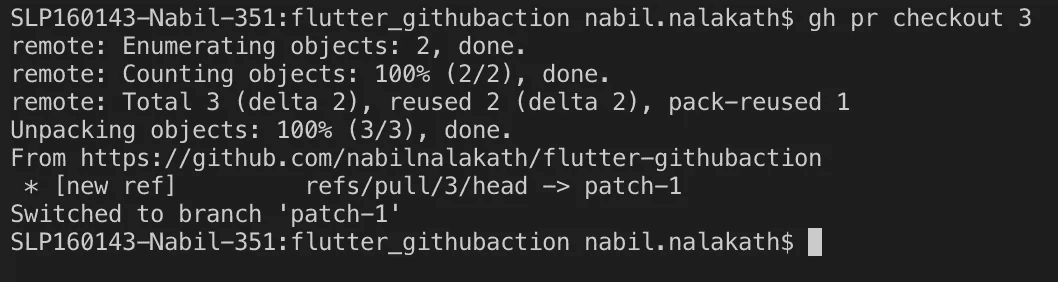 SLP160143-Nabil-351:flutter_githubaction nabil.nalakath$ gh pr checkout 3
remote: Enumerating objects: 2, done.
remote: Counting objects: 100% (2/2), done.
remote: Total 3 (delta 2), reused 2 (delta 2), pack-reused 1
Unpacking objects: 100% (3/3), done.
From https://github.com/nabilnalakath/flutter-githubaction
 * [new ref]         refs/pull/3/head -> patch-1
Switched to branch 'patch-1'
SLP160143-Nabil-351:flutter_githubaction nabil.nalakath$